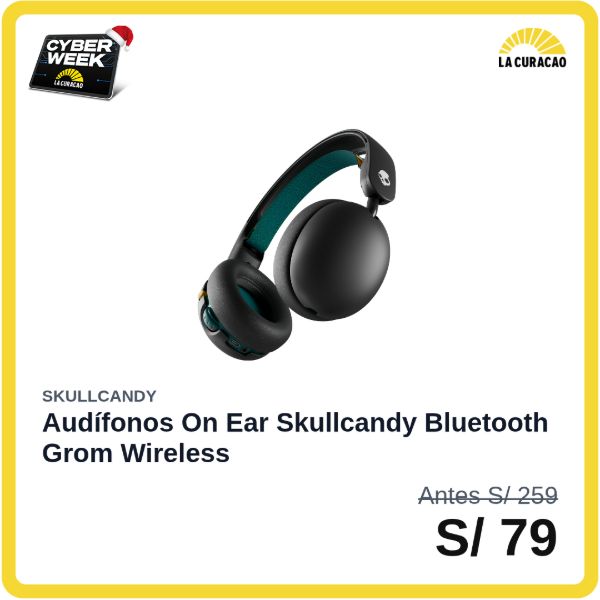 CYBER
WEEK
LA CURACAO
LA CURACAO
SKULLCANDY
Audífonos On Ear Skullcandy Bluetooth
Grom Wireless
Antes S/ 259
S/ 79